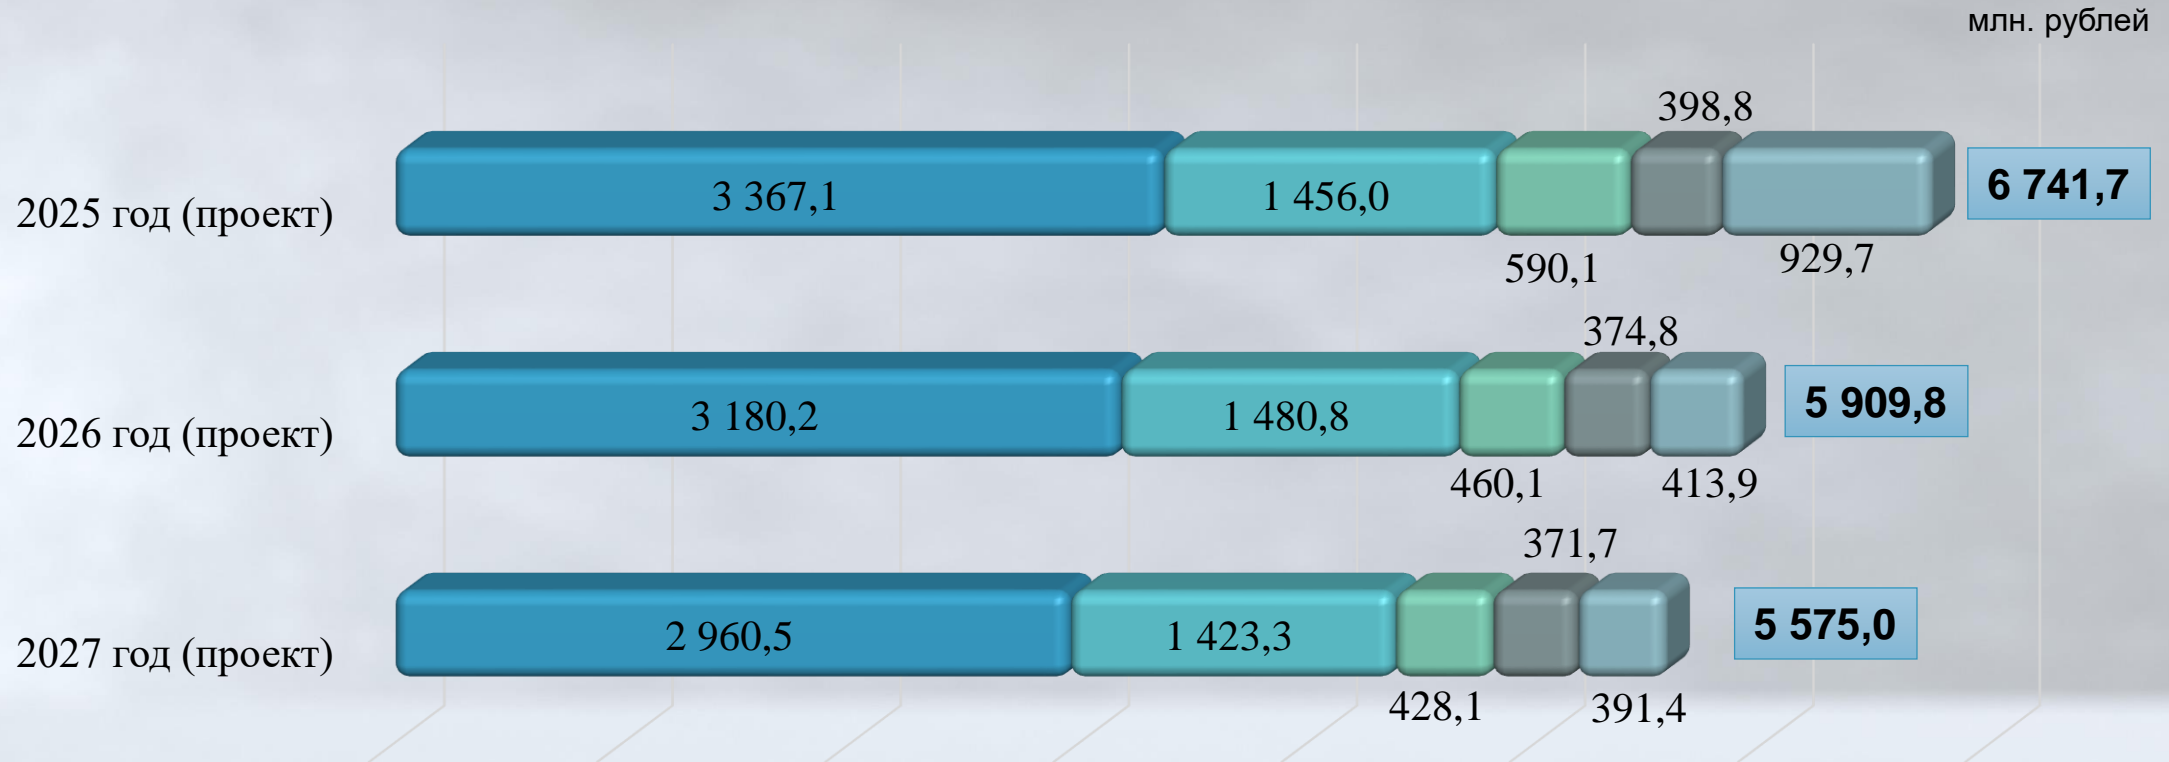 млн. рублей
398,8
2025 год (проект) 3 367,1 1 456,0 6 741,7
590,1 929,7
374,8
2026 год (проект) 3 180,2 1 480,8 5 909,8
460,1 413,9
371,7
2027 год (проект) 2 960,5 1 423,3 5 575,0
428,1 391,4